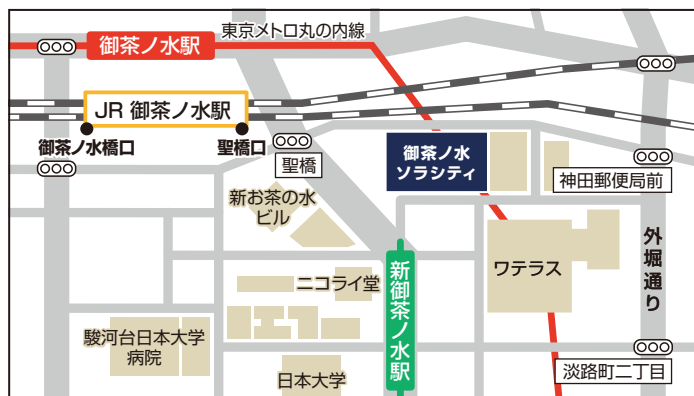 東京メトロ丸の内線
御茶ノ水駅
JR 御茶ノ水駅
御茶ノ水橋口
聖橋口
聖橋
御茶ノ水
ソラシティ
神田郵便局前
新お茶の水
ビル
外堀通り
ワテラス
新御茶ノ水駅
ニコライ堂
駿河台日本大学
病院
日本大学
淡路町二丁目